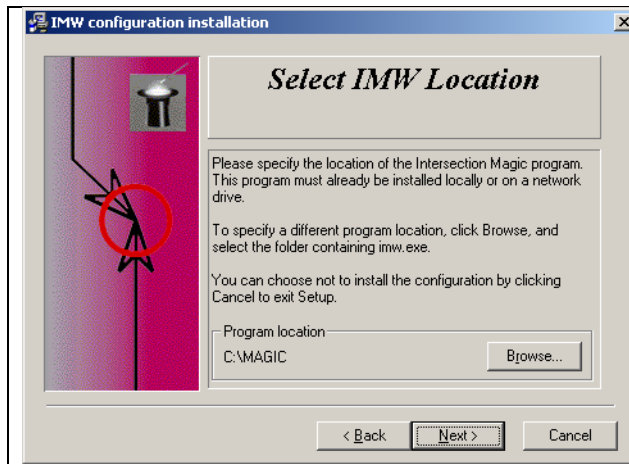 IMW configuration installation
Select IMW Location
Please specify the location of the Intersection Magic program.
This program must already be installed locally or on a network
drive.
To specify a different program location, click Browse, and
select the folder containing imw.exe.
You can choose not to install the configuration by clicking
Cancel to exit Setup.
Program location
C:\MAGIC
Browse...
< Back
Next >
Cancel